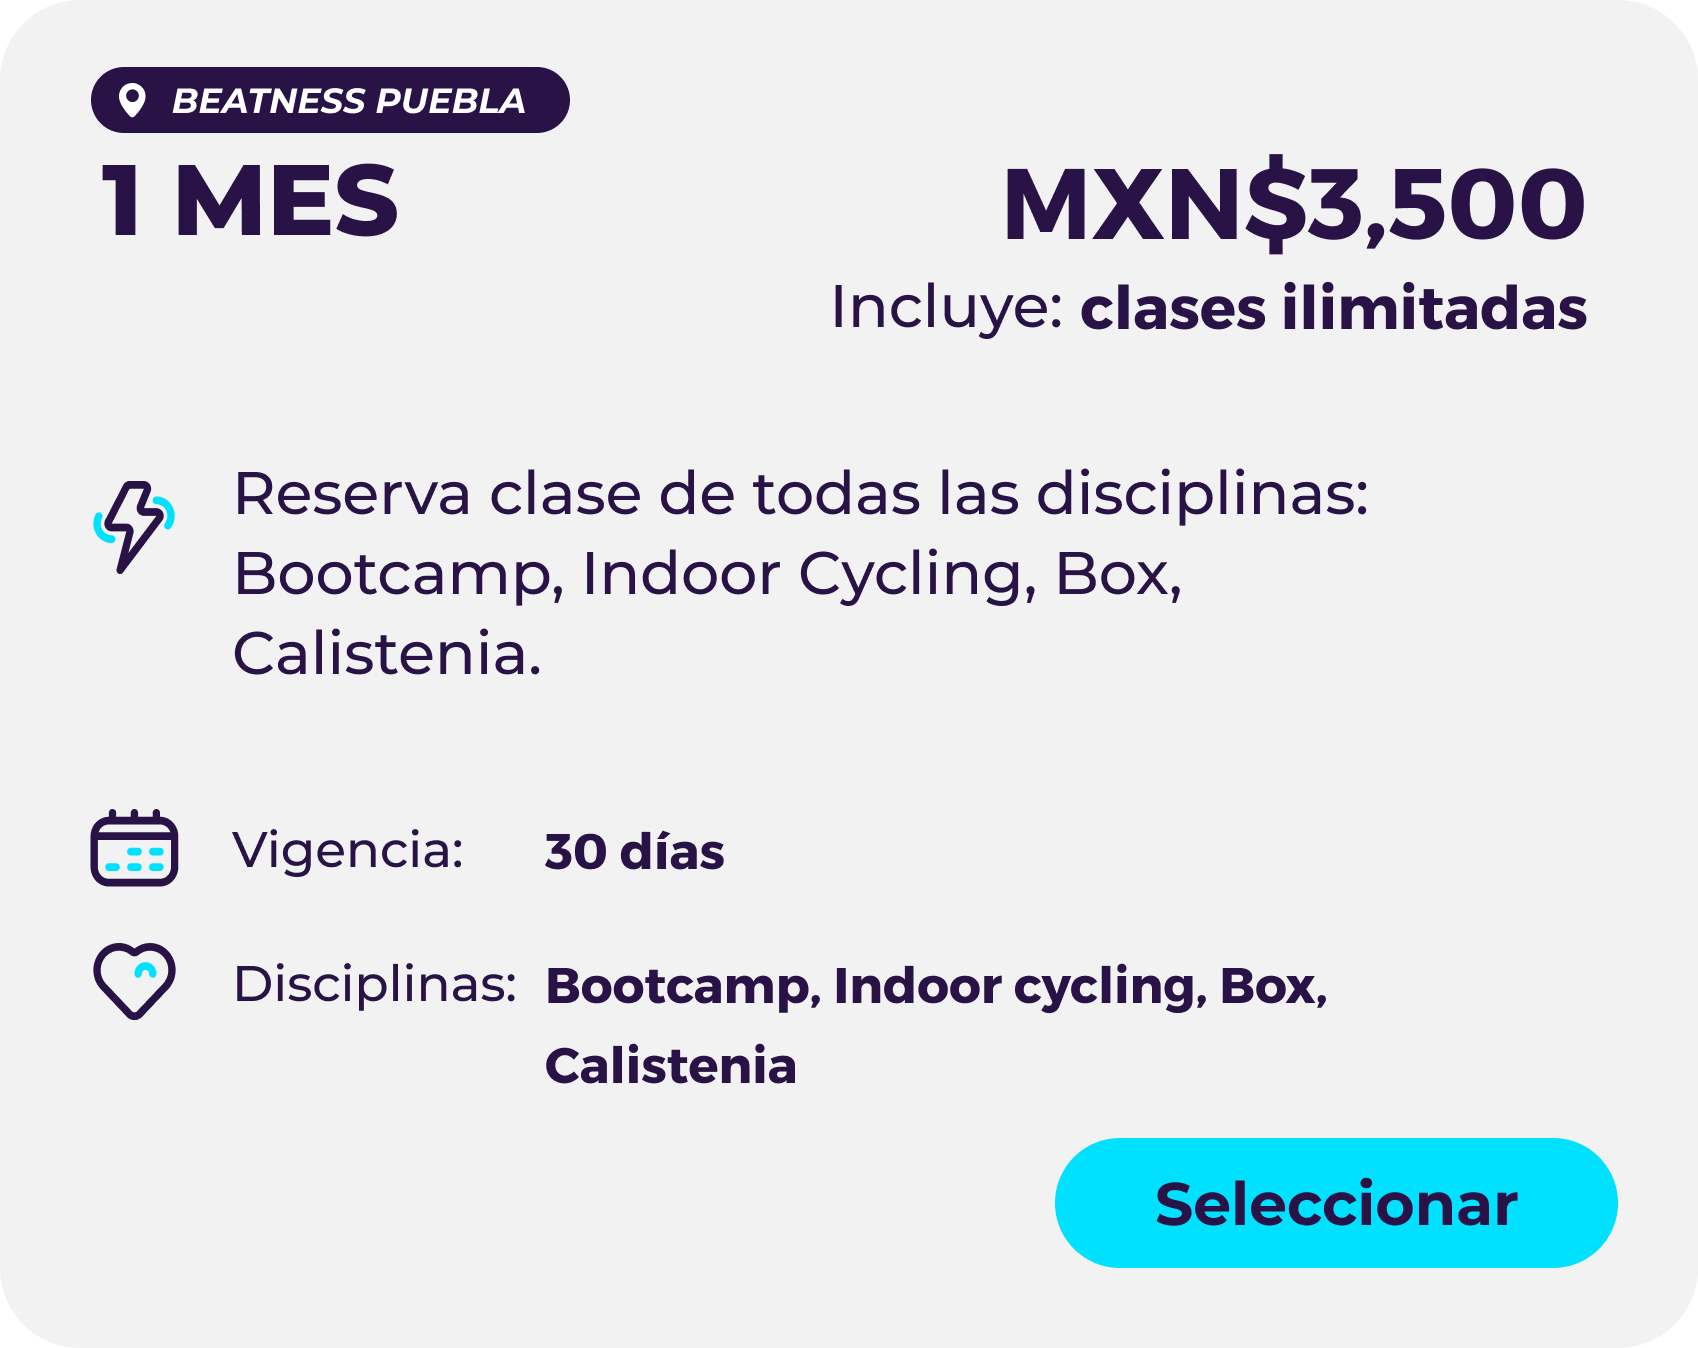 BEATNESS PUEBLA
1 MES
MXN$3,500
Incluye: clases ilimitadas
Reserva clase de todas las disciplinas:
Bootcamp, Indoor Cycling, Box,
Calistenia.
Vigencia: 30 días
Disciplinas: Bootcamp, Indoor cycling, Box,
Calistenia
Seleccionar